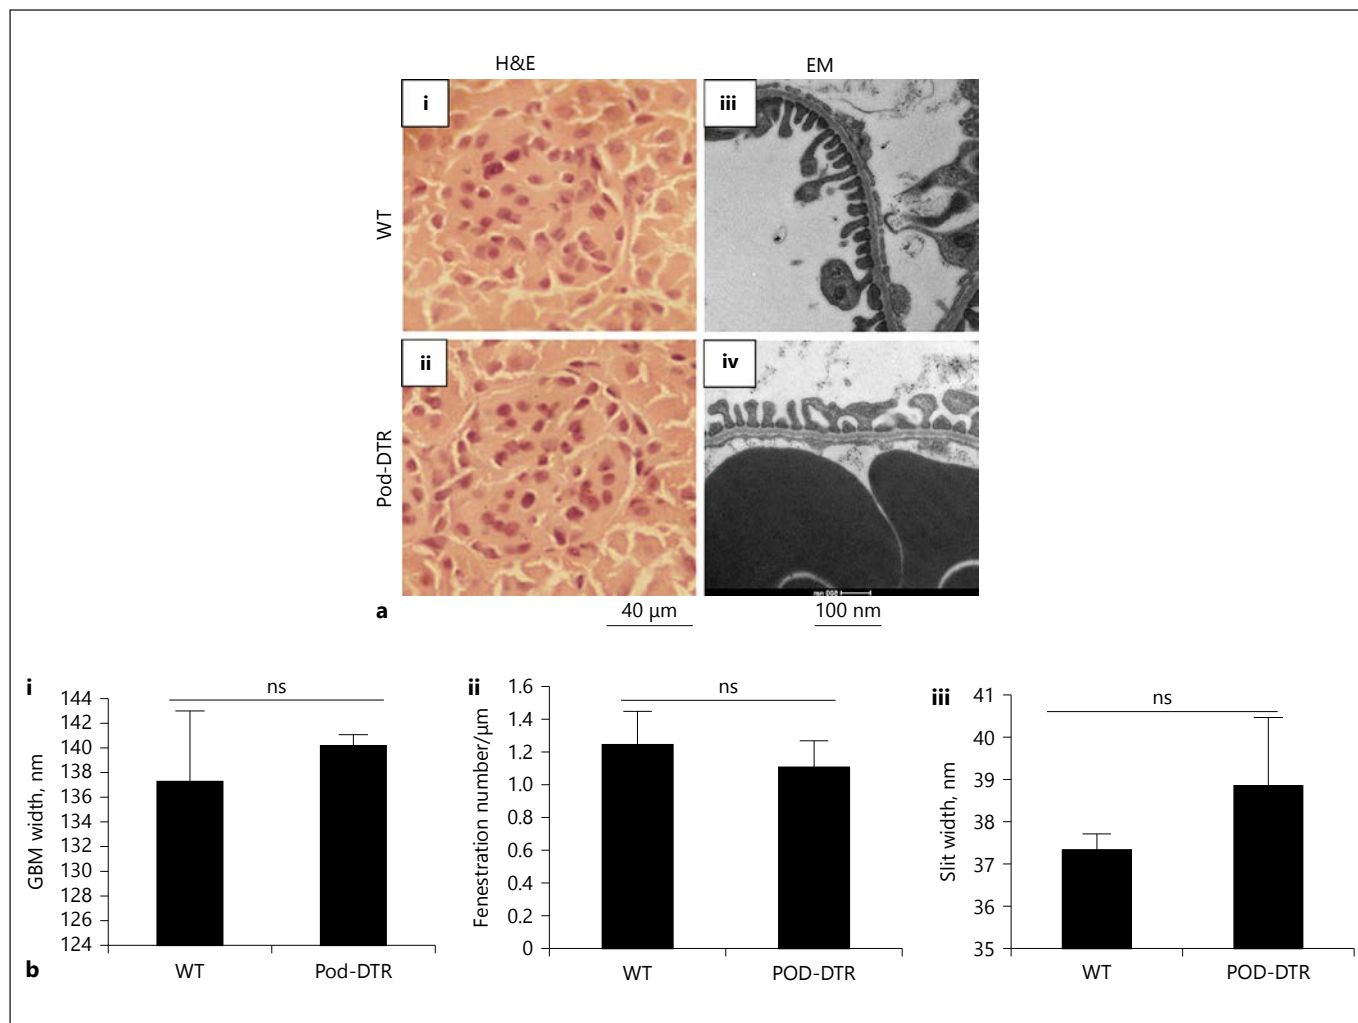 H&E
EM
i
iii
WT
ii
iv
Pod-DTR
500 nm
a
40 µm
100 nm
i
GBM width, nm
144
142
140
138
136
134
132
130
128
126
124
ns
WT
Pod-DTR
ii
Fenestration number/µm
1.6
1.4
1.2
1.0
0.8
0.6
0.4
0.2
0
ns
WT
POD-DTR
iii
Slit width, nm
41
40
39
38
37
36
35
ns
WT
POD-DTR
b